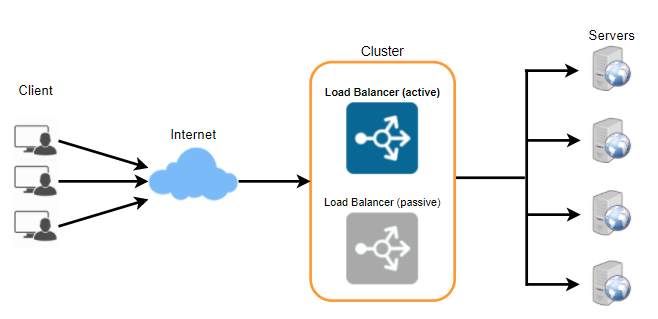 Client
Internet
Cluster
Load Balancer (active)
Load Balancer (passive)
Servers